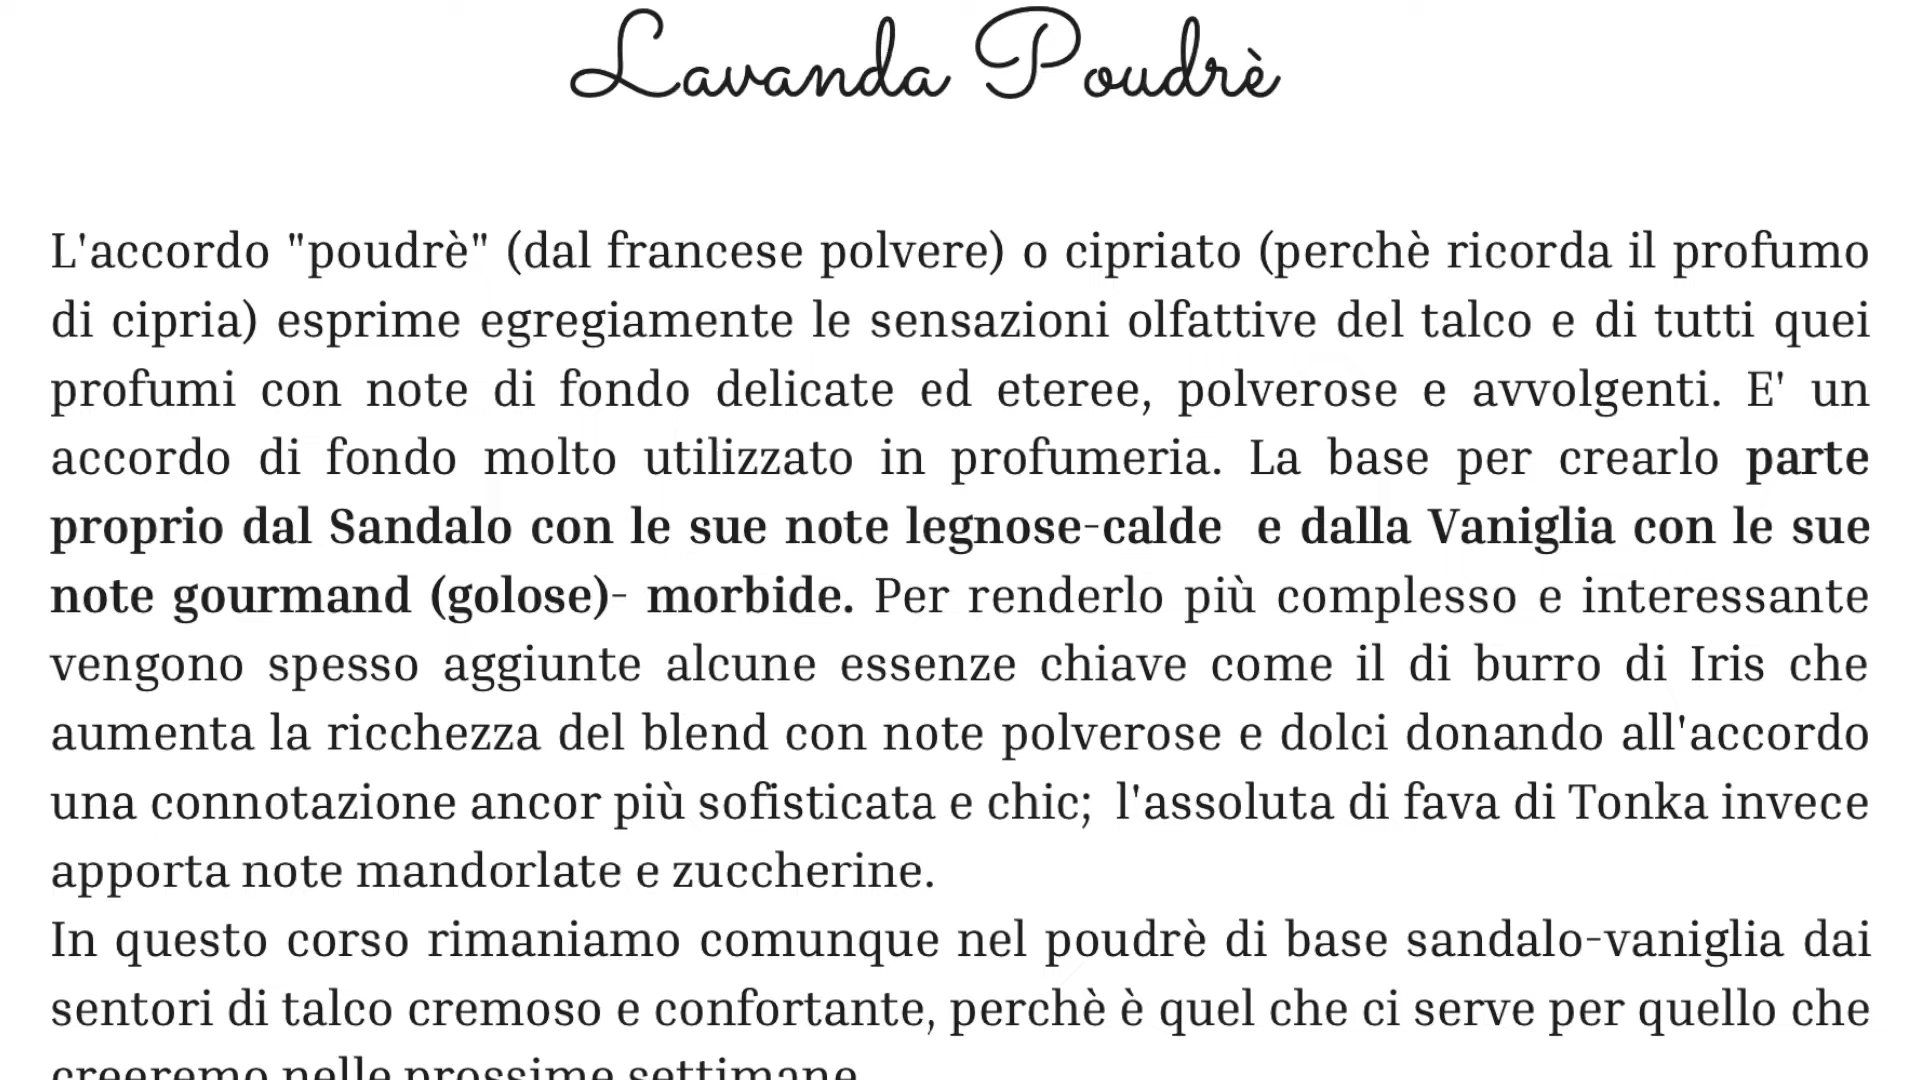 Lavanda Poudrè
L'accordo "poudrè" (dal francese polvere) o cipriato (perchè ricorda il profumo
di cipria) esprime egregiamente le sensazioni olfattive del talco e di tutti quei
profumi con note di fondo delicate ed eteree, polverose e avvolgenti. E' un
accordo di fondo molto utilizzato in profumeria. La base per crearlo parte
proprio dal Sandalo con le sue note legnose-calde e dalla Vaniglia con le sue
note gourmand (golose)- morbide. Per renderlo più complesso e interessante
vengono spesso aggiunte alcune essenze chiave come il di burro di Iris che
aumenta la ricchezza del blend con note polverose e dolci donando all'accordo
una connotazione ancor più sofisticata e chic; l'assoluta di fava di Tonka invece
apporta note mandorlate e zuccherine.
In questo corso rimaniamo comunque nel poudrè di base sandalo-vaniglia dai
sentori di talco cremoso e confortante, perchè è quel che ci serve per quello che
creeremo nelle prossime settimane